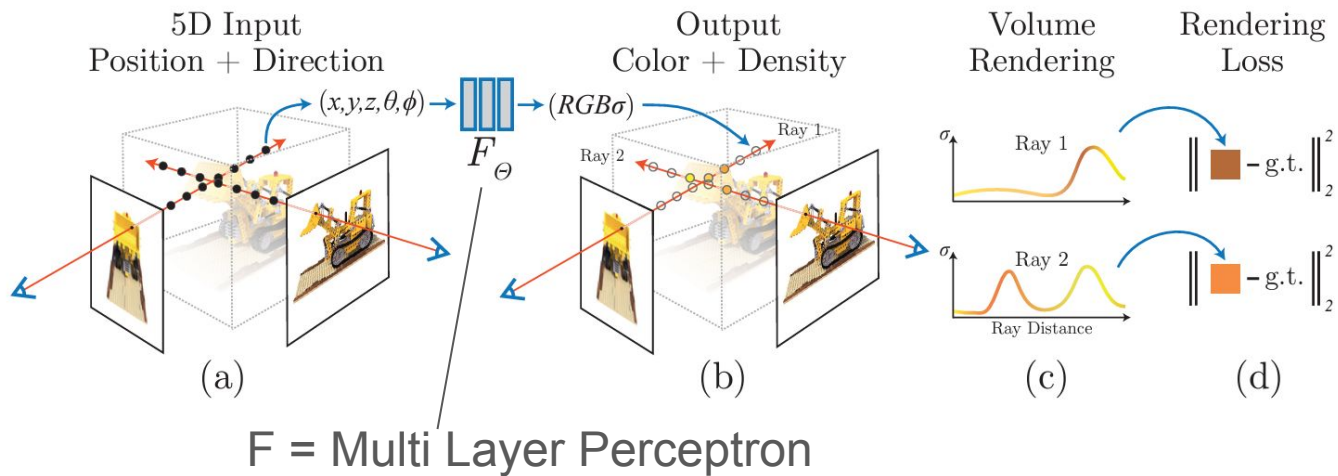 5D Input
Position + Direction
Output
Color + Density
Volume
Rendering
Rendering
Loss
(x,y,z,θ,ϕ)
F_Θ
(RGBσ)
Ray 1
Ray 2
σ
Ray 1
σ
Ray 2
Ray Distance
‖ - g.t. ‖²₂
‖ - g.t. ‖²₂
(a)
(b)
(c)
(d)
F = Multi Layer Perceptron